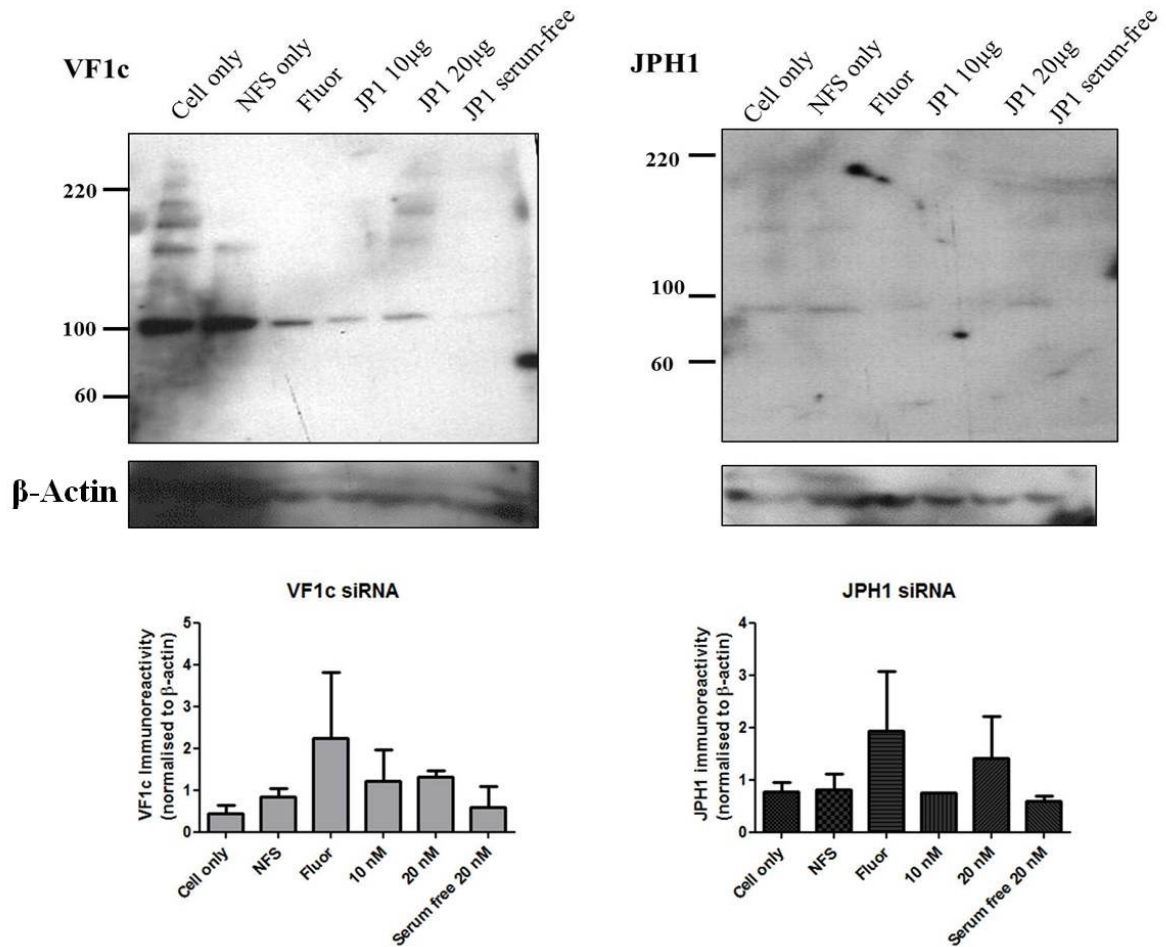 VF1c
Cell only
NFS only
Fluor
JP1 10µg
JP1 20µg
JP1 serum-free
220
100
60
β-Actin
JPH1
Cell only
NFS only
Fluor
JP1 10µg
JP1 20µg
JP1 serum-free
220
100
60
VF1c siRNA
VF1c Immunoreactivity
(normalised to β-actin)
5
4
3
2
1
0
Cell only
NFS
Fluor
10 nM
20 nM
Serum free 20 nM
JPH1 siRNA
JPH1 immunoreactivity
(normalised to β-actin)
4
3
2
1
0
Cell only
NFS
Fluor
10 nM
20 nM
Serum free 20 nM